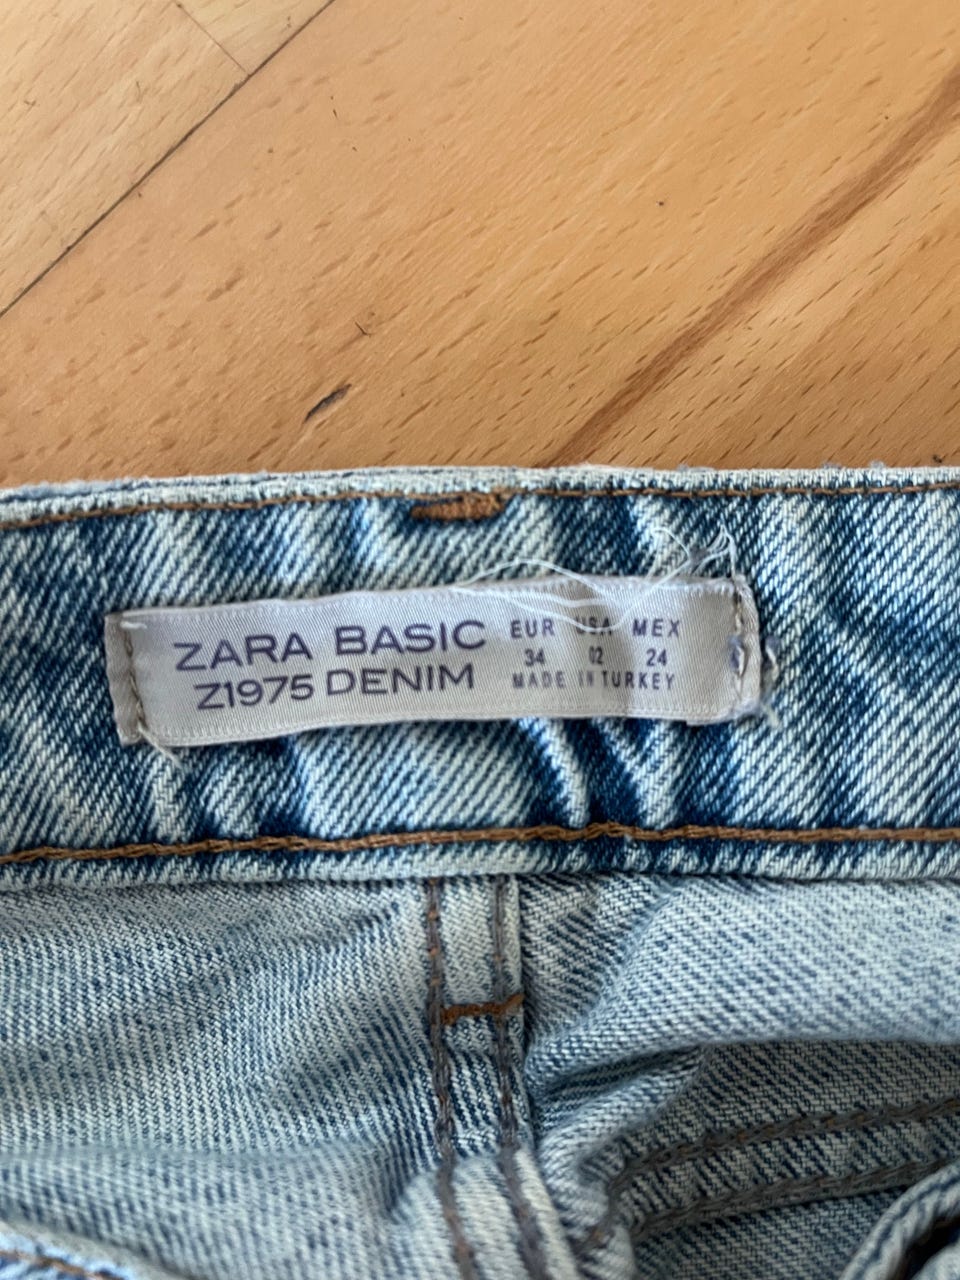 ZARA BASIC
Z1975 DENIM
EUR USA MEX
34 02 24
MADE IN TURKEY